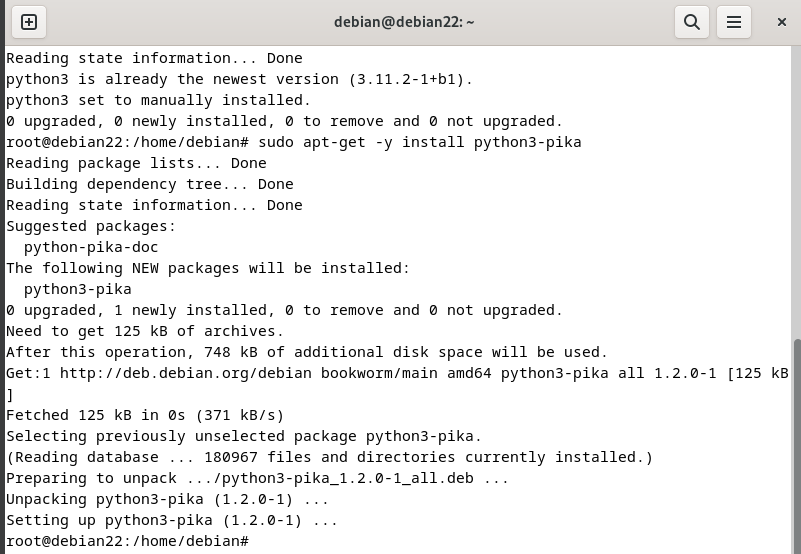 debian@debian22: ~
Reading state information... Done
python3 is already the newest version (3.11.2-1+b1).
python3 set to manually installed.
0 upgraded, 0 newly installed, 0 to remove and 0 not upgraded.
root@debian22:/home/debian# sudo apt-get -y install python3-pika
Reading package lists... Done
Building dependency tree... Done
Reading state information... Done
Suggested packages:
  python-pika-doc
The following NEW packages will be installed:
  python3-pika
0 upgraded, 1 newly installed, 0 to remove and 0 not upgraded.
Need to get 125 kB of archives.
After this operation, 748 kB of additional disk space will be used.
Get:1 http://deb.debian.org/debian bookworm/main amd64 python3-pika all 1.2.0-1 [125 kB
]
Fetched 125 kB in 0s (371 kB/s)
Selecting previously unselected package python3-pika.
(Reading database ... 180967 files and directories currently installed.)
Preparing to unpack .../python3-pika_1.2.0-1_all.deb ...
Unpacking python3-pika (1.2.0-1) ...
Setting up python3-pika (1.2.0-1) ...
root@debian22:/home/debian#